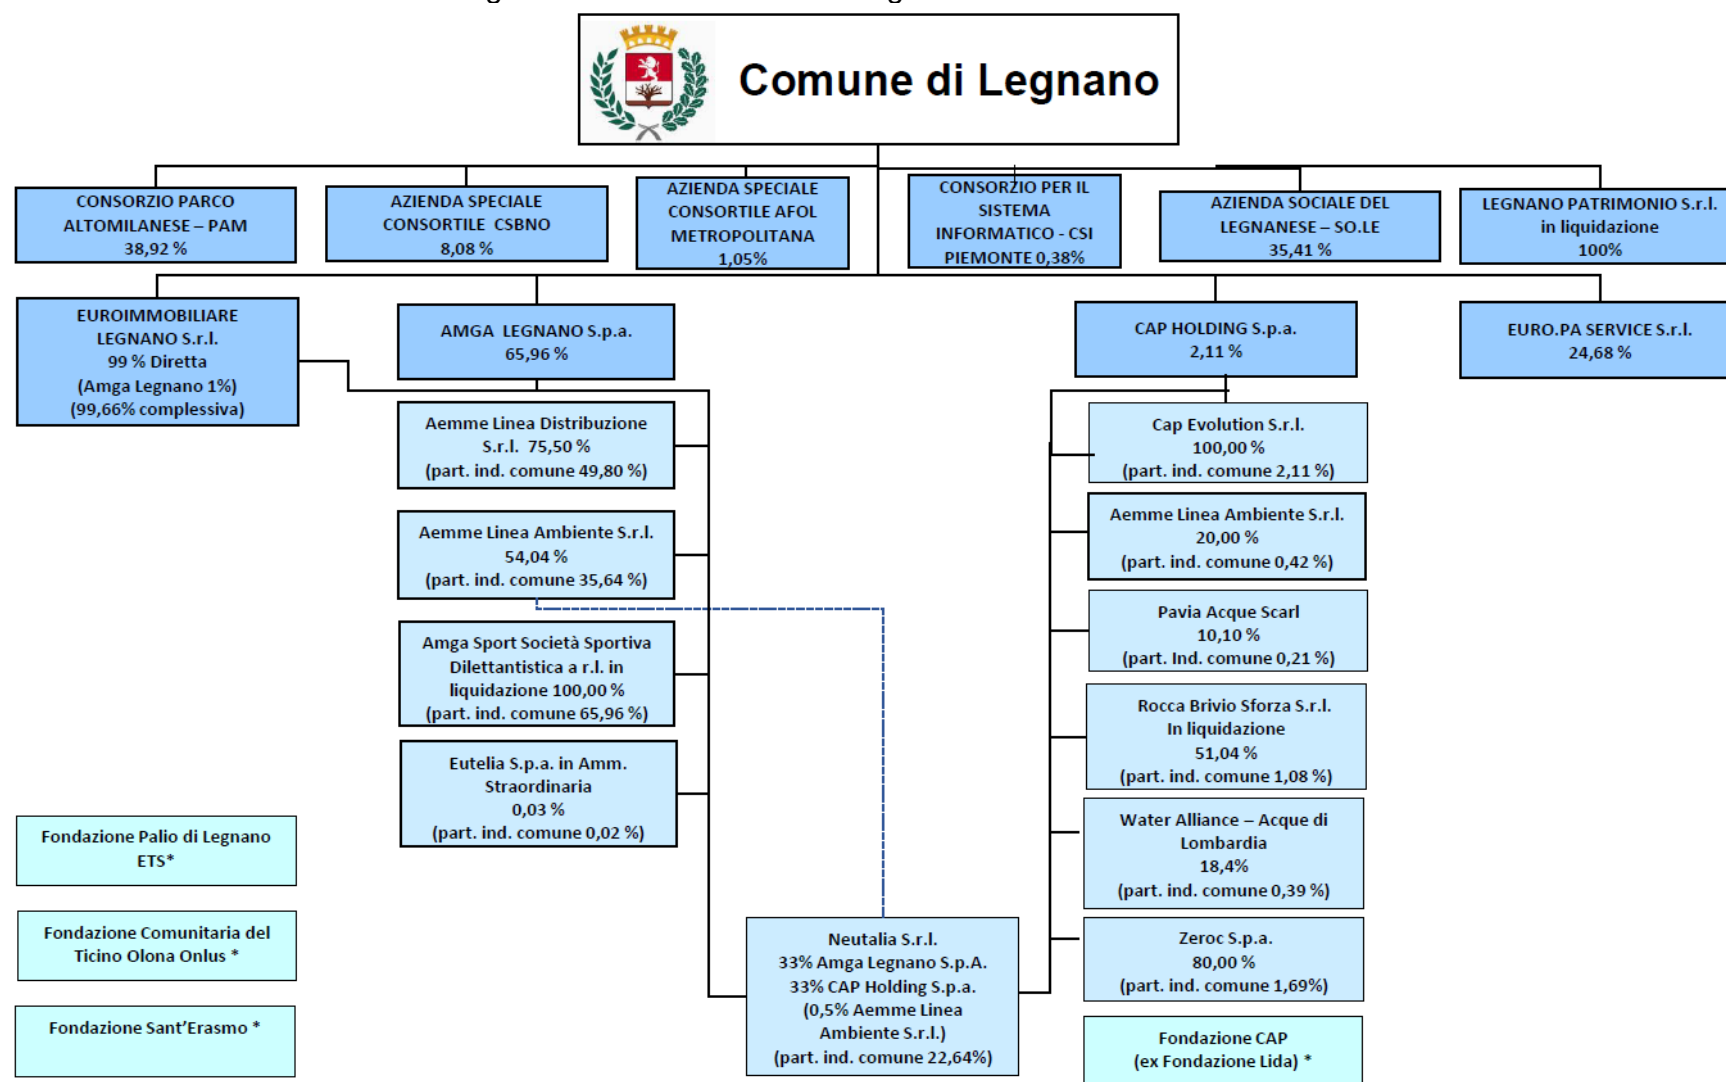 Comune di Legnano
CONSORZIO PARCO
ALTOMILANESE – PAM
38,92 %
AZIENDA SPECIALE
CONSORTILE CSBNO
8,08 %
AZIENDA SPECIALE
CONSORTILE AFOL
METROPOLITANA
1,05%
CONSORZIO PER IL
SISTEMA
INFORMATICO - CSI
PIEMONTE 0,38%
AZIENDA SOCIALE DEL
LEGNANESE – SO.LE
35,41 %
LEGNANO PATRIMONIO S.r.l.
in liquidazione
100%
EUROIMMOBILIARE
LEGNANO S.r.l.
99 % Diretta
(Amga Legnano 1%)
(99,66% complessiva)
AMGA LEGNANO S.p.a.
65,96 %
CAP HOLDING S.p.a.
2,11 %
EURO.PA SERVICE S.r.l.
24,68 %
Aemme Linea Distribuzione
S.r.l. 75,50 %
(part. ind. comune 49,80 %)
Aemme Linea Ambiente S.r.l.
54,04 %
(part. ind. comune 35,64 %)
Amga Sport Società Sportiva
Dilettantistica a r.l. in
liquidazione 100,00 %
(part. ind. comune 65,96 %)
Eutelia S.p.a. in Amm.
Straordinaria
0,03 %
(part. ind. comune 0,02 %)
Cap Evolution S.r.l.
100,00 %
(part. ind. comune 2,11 %)
Aemme Linea Ambiente S.r.l.
20,00 %
(part. ind. comune 0,42 %)
Pavia Acque Scarl
10,10 %
(part. Ind. comune 0,21 %)
Rocca Brivio Sforza S.r.l.
In liquidazione
51,04 %
(part. ind. comune 1,08 %)
Water Alliance – Acque di
Lombardia
18,4%
(part. ind. comune 0,39 %)
Zeroc S.p.a.
80,00 %
(part. ind. comune 1,69%)
Fondazione CAP
(ex Fondazione Lida) *
Neutalia S.r.l.
33% Amga Legnano S.p.A.
33% CAP Holding S.p.a.
(0,5% Aemme Linea
Ambiente S.r.l.)
(part. ind. comune 22,64%)
Fondazione Palio di Legnano
ETS*
Fondazione Comunitaria del
Ticino Olona Onlus *
Fondazione Sant’Erasmo *